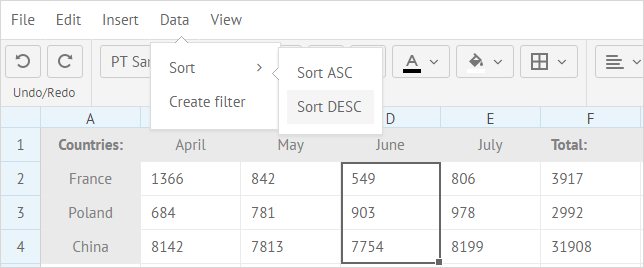 File Edit Insert Data View
PT Sar
A
Undo/Redo
Sort
Create filter
Sort ASC
Sort DESC
A D E F
1 Countries: April May June July Total:
2 France 1366 842 549 806 3917
3 Poland 684 781 903 978 2992
4 China 8142 7813 7754 8199 31908